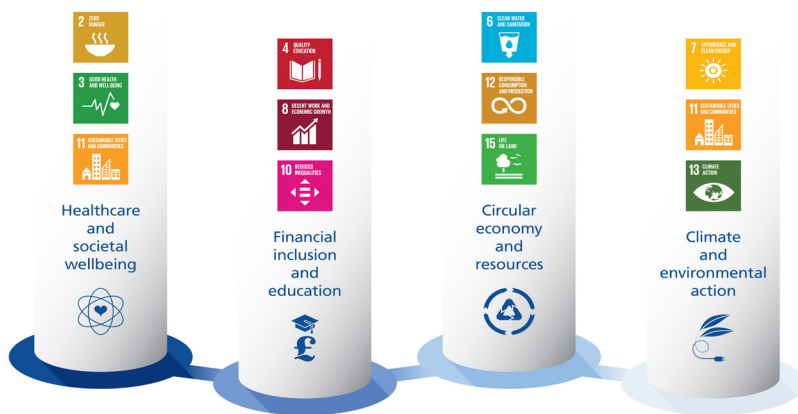 2 ZERO
HUNGER
3 GOOD HEALTH
AND WELL-BEING
11 SUSTAINABLE CITIES
AND COMMUNITIES
Healthcare
and
societal
wellbeing
4 QUALITY
EDUCATION
8 DECENT WORK AND
ECONOMIC GROWTH
10 REDUCED
INEQUALITIES
Financial
inclusion
and
education
£
6 CLEAN WATER
AND SANITATION
12 RESPONSIBLE
CONSUMPTION
AND PRODUCTION
15 LIFE
ON LAND
Circular
economy
and
resources
7 AFFORDABLE AND
CLEAN ENERGY
11 SUSTAINABLE CITIES
AND COMMUNITIES
13 CLIMATE
ACTION
Climate
and
environmental
action